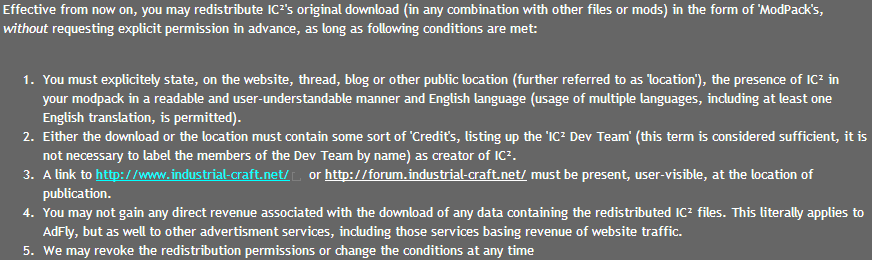 Effective from now on, you may redistribute IC²'s original download (in any combination with other files or mods) in the form of 'ModPack's,
without requesting explicit permission in advance, as long as following conditions are met:
1. You must explicitely state, on the website, thread, blog or other public location (further referred to as 'location'), the presence of IC² in
your modpack in a readable and user-understandable manner and English language (usage of multiple languages, including at least one
English translation, is permitted).
2. Either the download or the location must contain some sort of 'Credit's, listing up the 'IC² Dev Team' (this term is considered sufficient, it is
not necessary to label the members of the Dev Team by name) as creator of IC².
3. A link to http://www.industrial-craft.net/ or http://forum.industrial-craft.net/ must be present, user-visible, at the location of
publication.
4. You may not gain any direct revenue associated with the download of any data containing the redistributed IC² files. This literally applies to
AdFly, but as well to other advertisment services, including those services basing revenue of website traffic.
5. We may revoke the redistribution permissions or change the conditions at any time